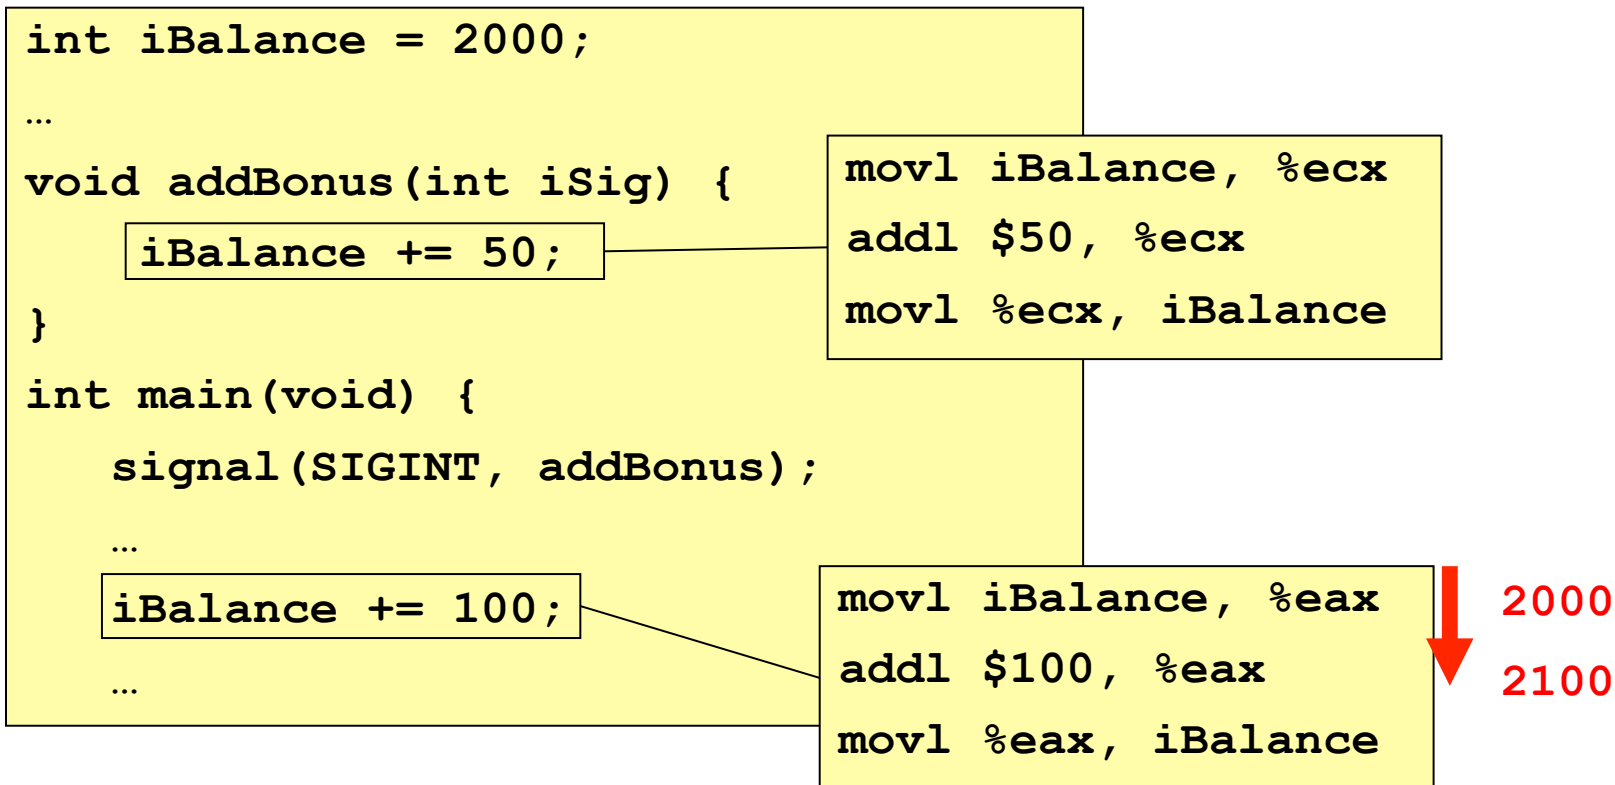 int iBalance = 2000;
…
void addBonus(int iSig) {
iBalance += 50;
}
int main(void) {
signal(SIGINT, addBonus);
…
iBalance += 100;
…
movl iBalance, %ecx
addl $50, %ecx
movl %ecx, iBalance
movl iBalance, %eax
addl $100, %eax
movl %eax, iBalance
2000
2100